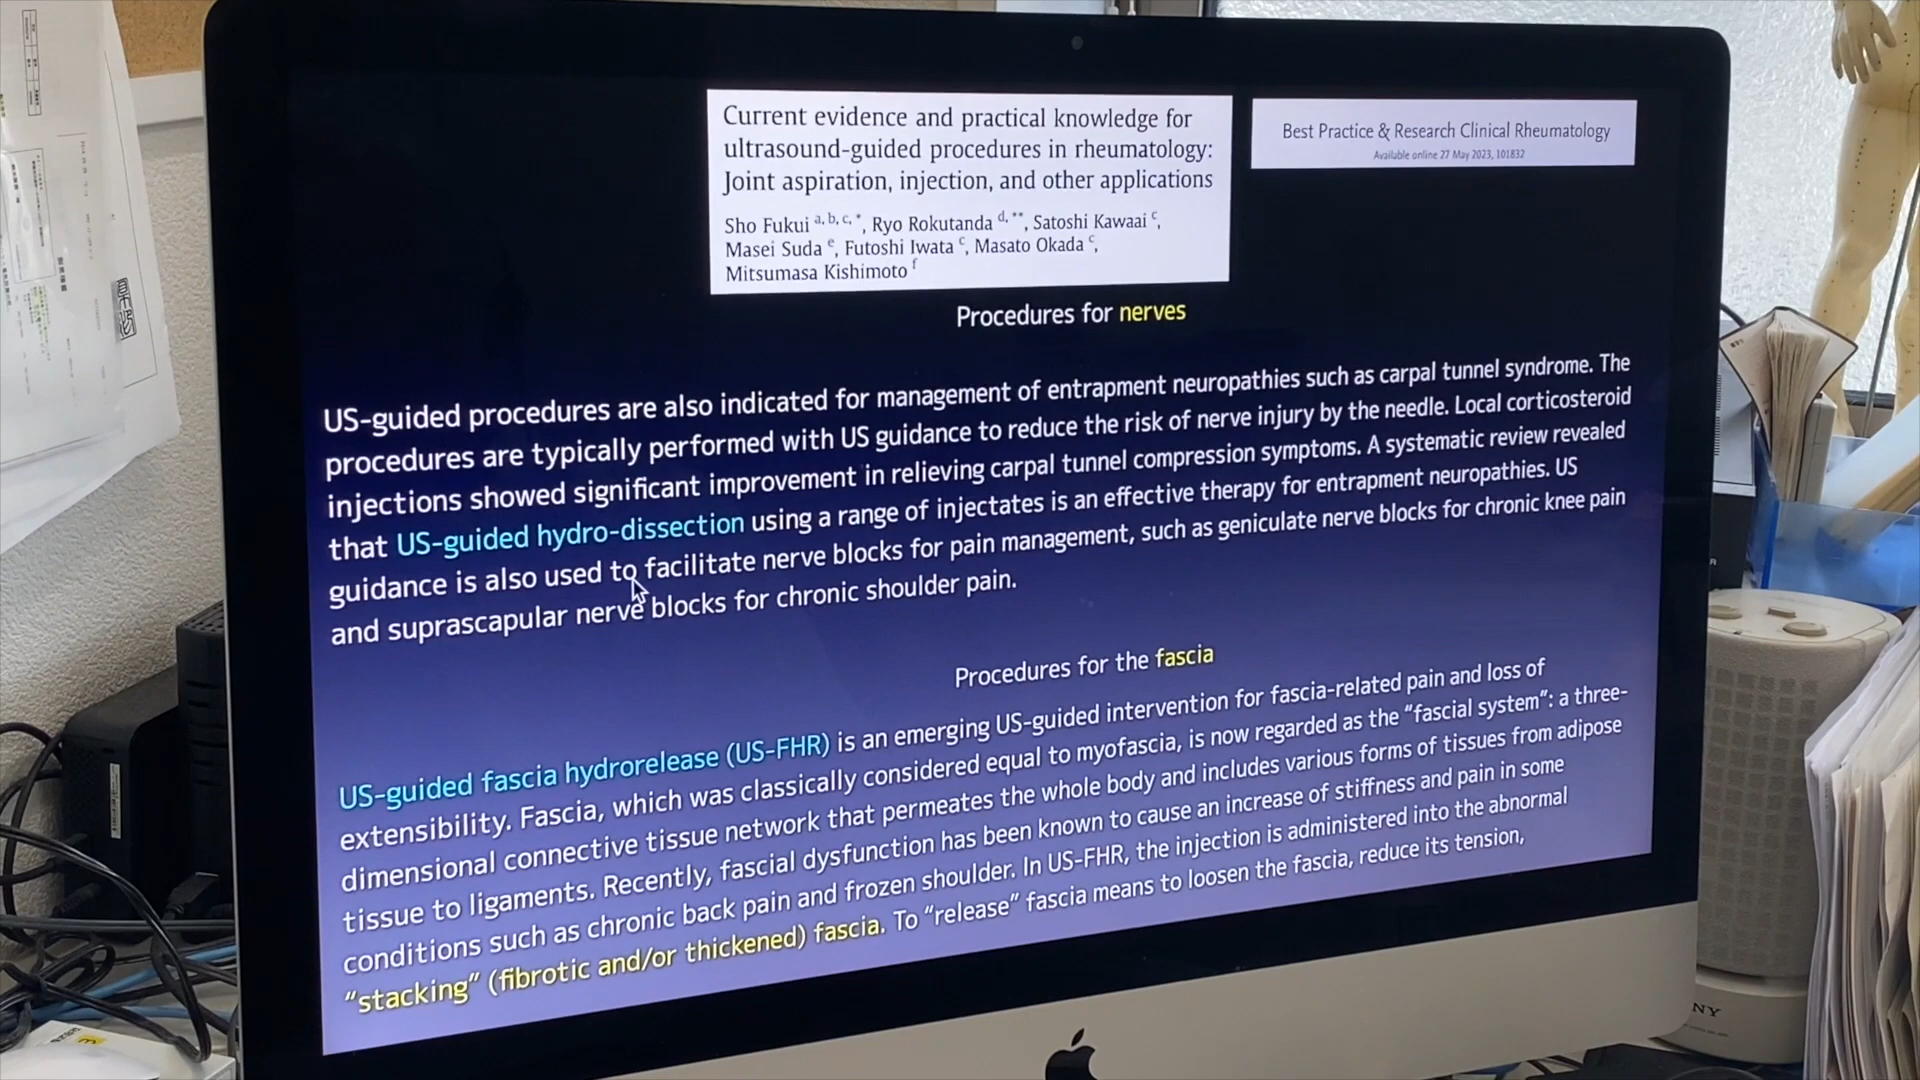 Current evidence and practical knowledge for
ultrasound-guided procedures in rheumatology:
Joint aspiration, injection, and other applications
Sho Fukui a, b, c, *, Ryo Rokutanda d, **, Satoshi Kawaai c,
Masei Suda e, Futoshi Iwata c, Masato Okada c,
Mitsumasa Kishimoto f
Best Practice & Research Clinical Rheumatology
Available online 27 May 2023, 101832
Procedures for nerves
US-guided procedures are also indicated for management of entrapment neuropathies such as carpal tunnel syndrome. The
procedures are typically performed with US guidance to reduce the risk of nerve injury by the needle. Local corticosteroid
injections showed significant improvement in relieving carpal tunnel compression symptoms. A systematic review revealed
that US-guided hydro-dissection using a range of injectates is an effective therapy for entrapment neuropathies. US
guidance is also used to facilitate nerve blocks for pain management, such as geniculate nerve blocks for chronic knee pain
and suprascapular nerve blocks for chronic shoulder pain.
Procedures for the fascia
US-guided fascia hydrorelease (US-FHR) is an emerging US-guided intervention for fascia-related pain and loss of
extensibility. Fascia, which was classically considered equal to myofascia, is now regarded as the "fascial system": a three-
dimensional connective tissue network that permeates the whole body and includes various forms of tissues from adipose
tissue to ligaments. Recently, fascial dysfunction has been known to cause an increase of stiffness and pain in some
conditions such as chronic back pain and frozen shoulder. In US-FHR, the injection is administered into the abnormal
"stacking" (fibrotic and/or thickened) fascia. To "release" fascia means to loosen the fascia, reduce its tension,
NY